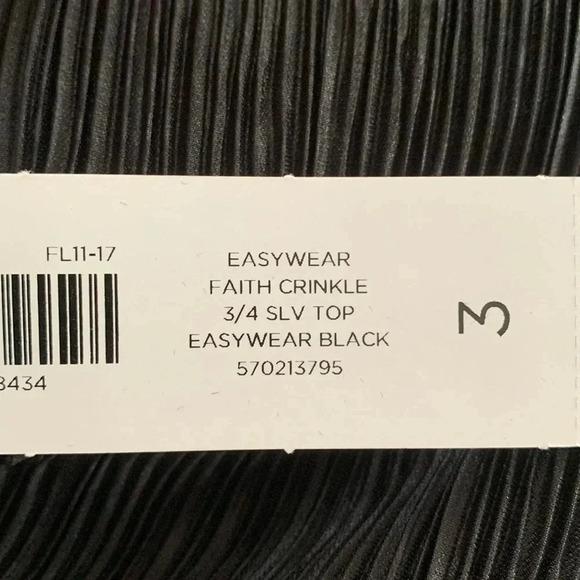 FL11-17
8434
EASYWEAR
FAITH CRINKLE
3/4 SLV TOP
EASYWEAR BLACK
570213795
3